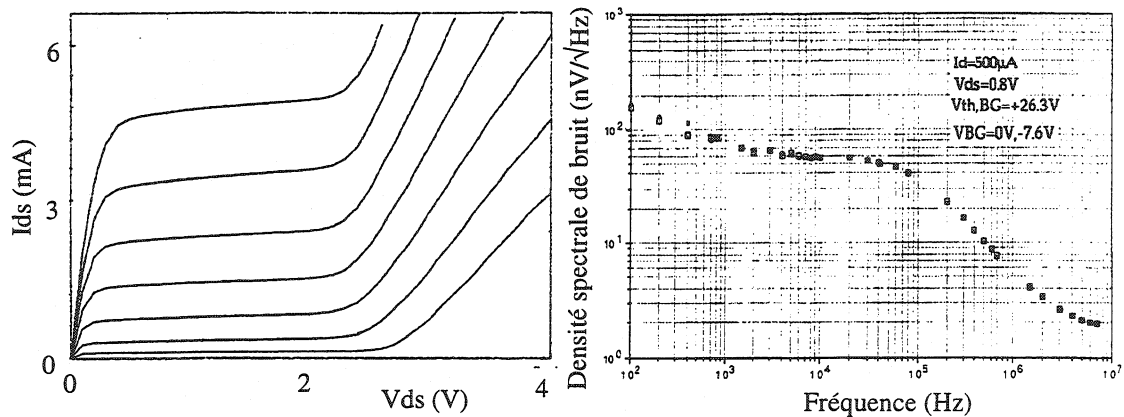 6
3
0
Ids (mA)
0
2
4
Vds (V)
Densité spectrale de bruit (nV/√Hz)
10³
10²
10¹
10⁰
Id=500µA
Vds=0.8V
Vth,BG=+26.3V
VBG=0V,-7.6V
10² 10³ 10⁴ 10⁵ 10⁶ 10⁷
Fréquence (Hz)